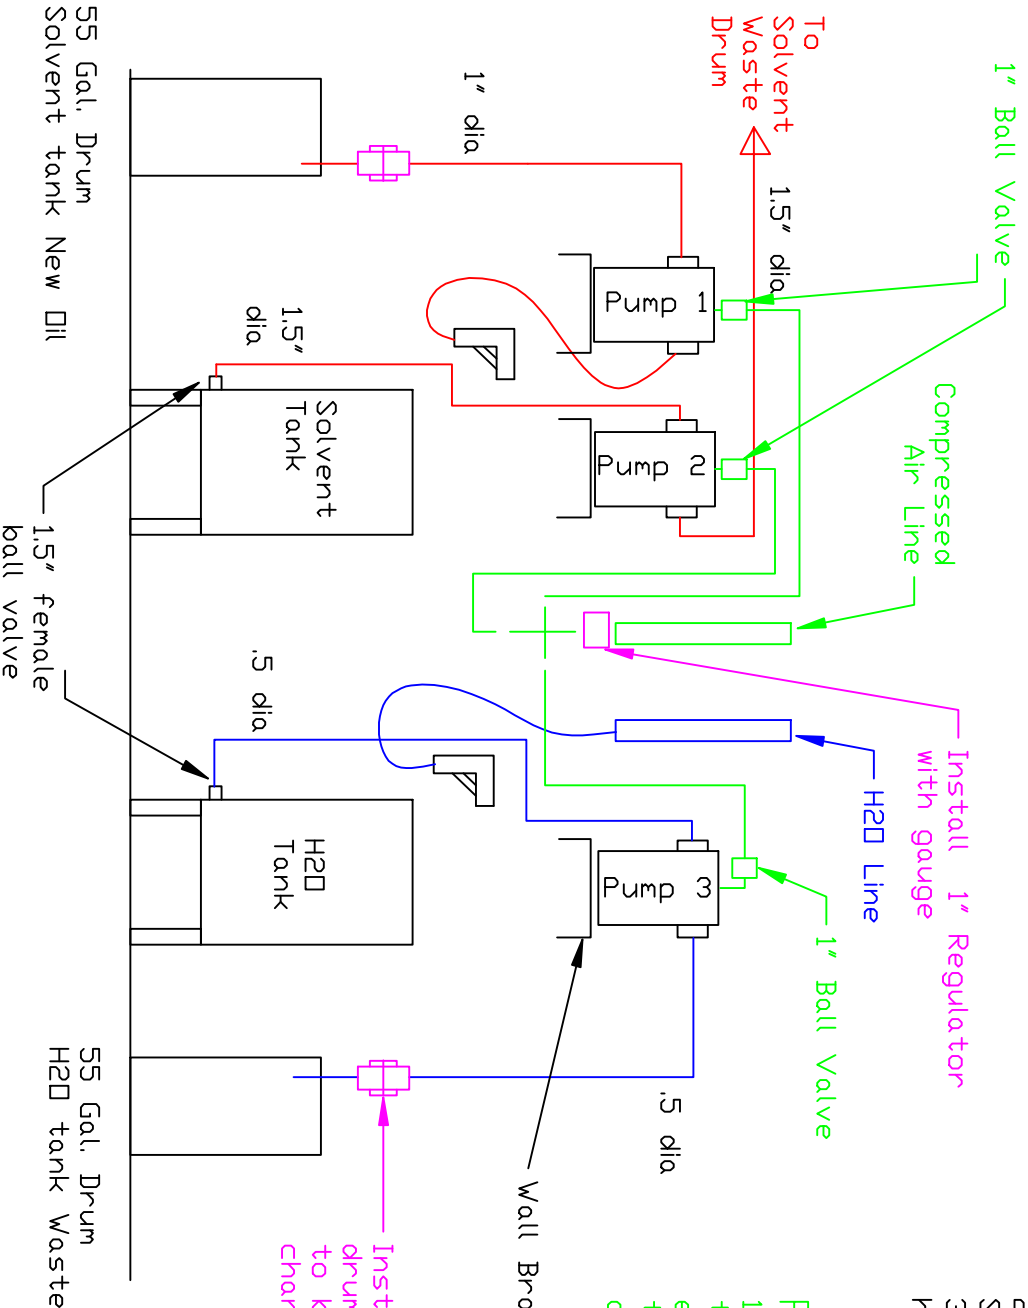 1" Ball Valve
To
Solvent
Waste
Drum
1.5" dia
1" dia
55 Gal. Drum
Solvent tank New Oil
Pump 1
Pump 2
Compressed
Air Line
1.5"
dia
Solvent
Tank
1.5" female
ball valve
Install 1" Regulator
with gauge
H2O Line
.5 dia
H2O
Tank
Pump 3
1" Ball Valve
.5 dia
Wall
55 Gal. Drum
H2O tank Waste
to